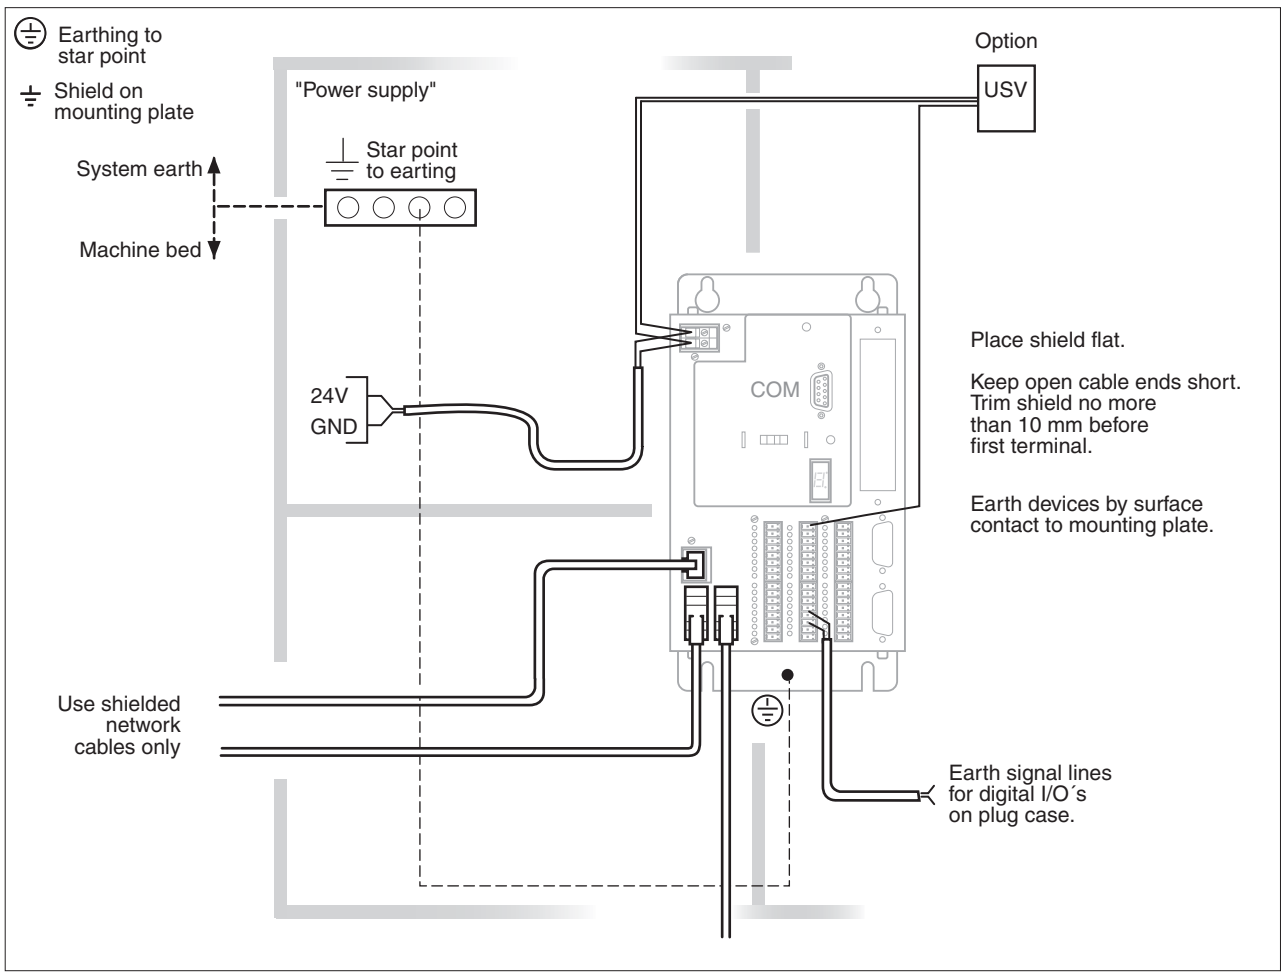 Earthing to
star point
Shield on
mounting plate
Option
USV
"Power supply"
System earth
Star point
to earting
Machine bed
24V
GND
COM
Place shield flat.
Keep open cable ends short.
Trim shield no more
than 10 mm before
first terminal.
Earth devices by surface
contact to mounting plate.
Use shielded
network
cables only
Earth signal lines
for digital I/O´s
on plug case.